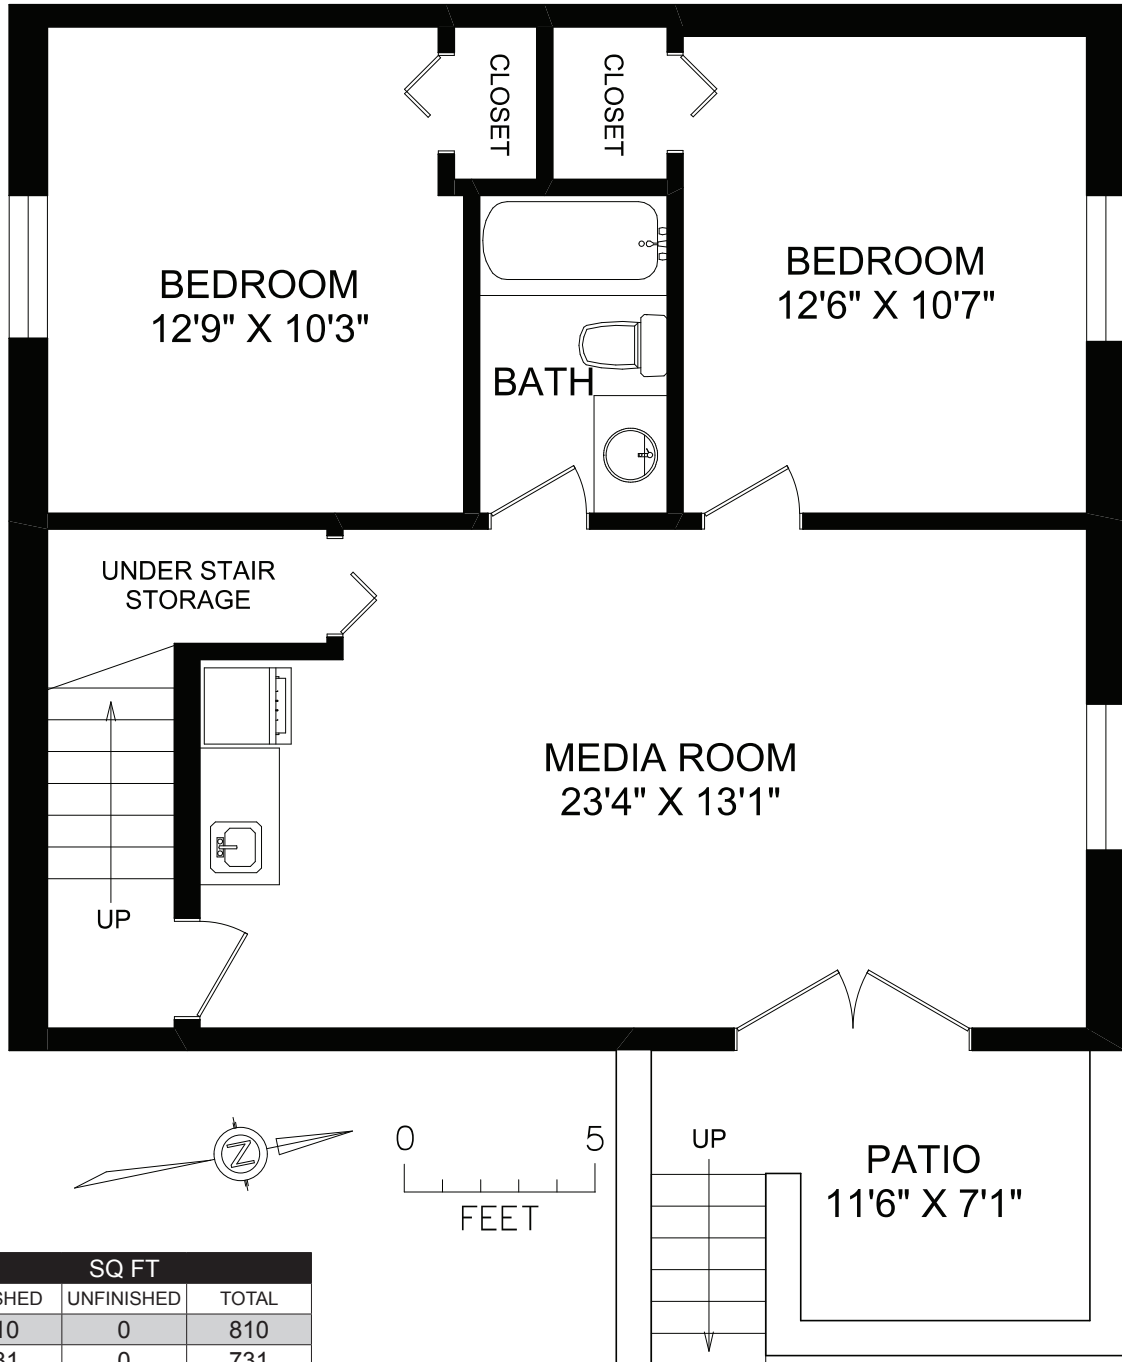 CLOSET
CLOSET
BEDROOM
12'9" X 10'3"
BEDROOM
12'6" X 10'7"
BATH
UNDER STAIR
STORAGE
MEDIA ROOM
23'4" X 13'1"
UP
N
0 5
FEET
UP
PATIO
11'6" X 7'1"
SQ FT
UNFINISHED TOTAL
0 810
0 731